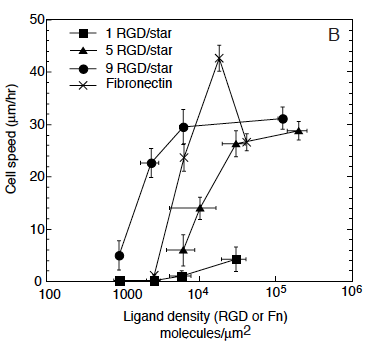 B
1 RGD/star
5 RGD/star
9 RGD/star
Fibronectin
50
40
30
20
10
0
Cell speed (μm/hr)
100 1000 10⁴ 10⁵ 10⁶
Ligand density (RGD or Fn)
molecules/μm²